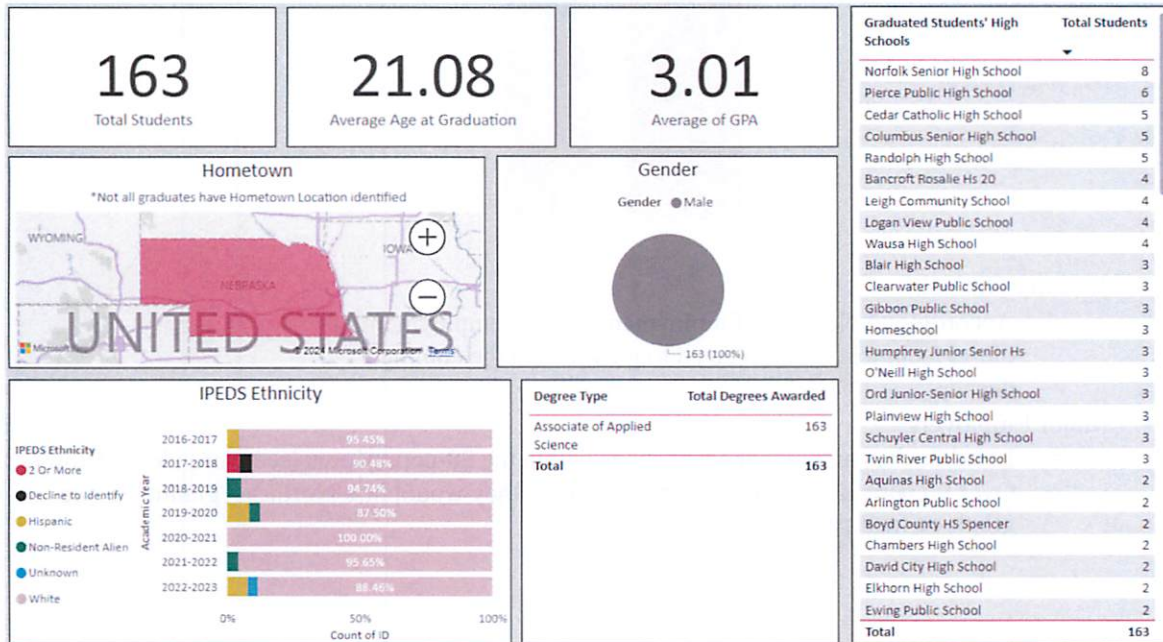 163
Total Students
21.08
Average Age at Graduation
3.01
Average of GPA
Hometown
*Not all graduates have Hometown Location identified
WYOMING
IOWA
NEBRASKA
UNITED STATES
Microsoft
© 2024 Microsoft Corporation Terms
Gender
Gender Male
163 (100%)
IPEDS Ethnicity
IPEDS Ethnicity
2 Or More
Decline to Identify
Hispanic
Non-Resident Alien
Unknown
White
Academic Year
2016-2017 95.45%
2017-2018 90.48%
2018-2019 94.74%
2019-2020 87.50%
2020-2021 100.00%
2021-2022 95.65%
2022-2023 88.46%
0% 50% 100%
Count of ID
Degree Type Total Degrees Awarded
Associate of Applied 163
Science
Total 163
Graduated Students' High Total Students
Schools
Norfolk Senior High School 8
Pierce Public High School 6
Cedar Catholic High School 5
Columbus Senior High School 5
Randolph High School 5
Bancroft Rosalie Hs 20 4
Leigh Community School 4
Logan View Public School 4
Wausa High School 4
Blair High School 3
Clearwater Public School 3
Gibbon Public School 3
Homeschool 3
Humphrey Junior Senior Hs 3
O'Neill High School 3
Ord Junior-Senior High School 3
Plainview High School 3
Schuyler Central High School 3
Twin River Public School 3
Aquinas High School 2
Arlington Public School 2
Boyd County HS Spencer 2
Chambers High School 2
David City High School 2
Elkhorn High School 2
Ewing Public School 2
Total 163